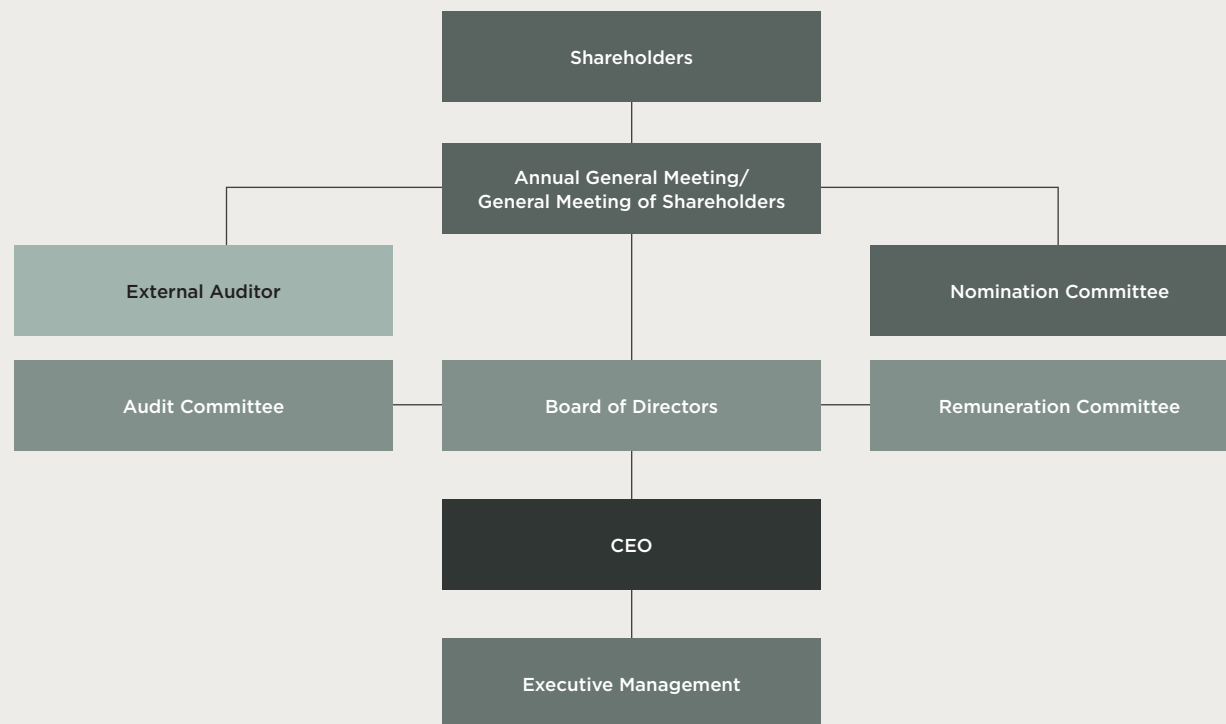 Shareholders
Annual General Meeting/
General Meeting of Shareholders
External Auditor
Nomination Committee
Audit Committee
Board of Directors
Remuneration Committee
CEO
Executive Management